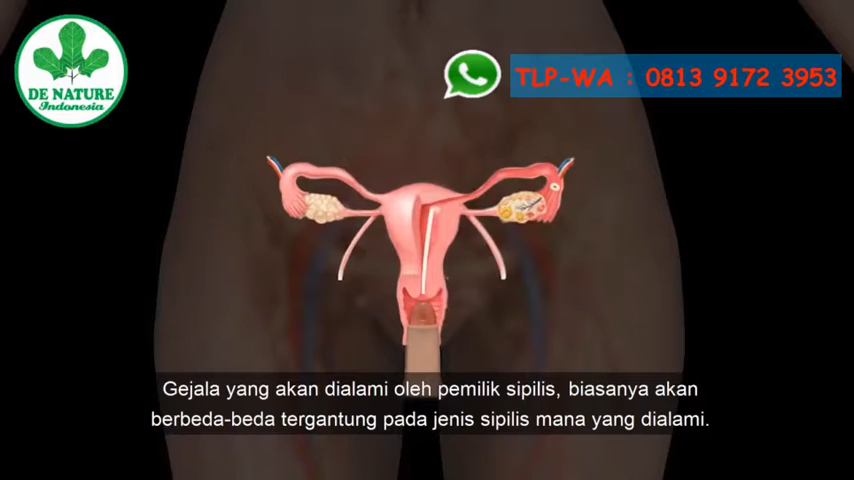 DE NATURE
Indonesia
TLP-WA : 0813 9172 3953
Gejala yang akan dialami oleh pemilik sipilis, biasanya akan
berbeda-beda tergantung pada jenis sipilis mana yang dialami.